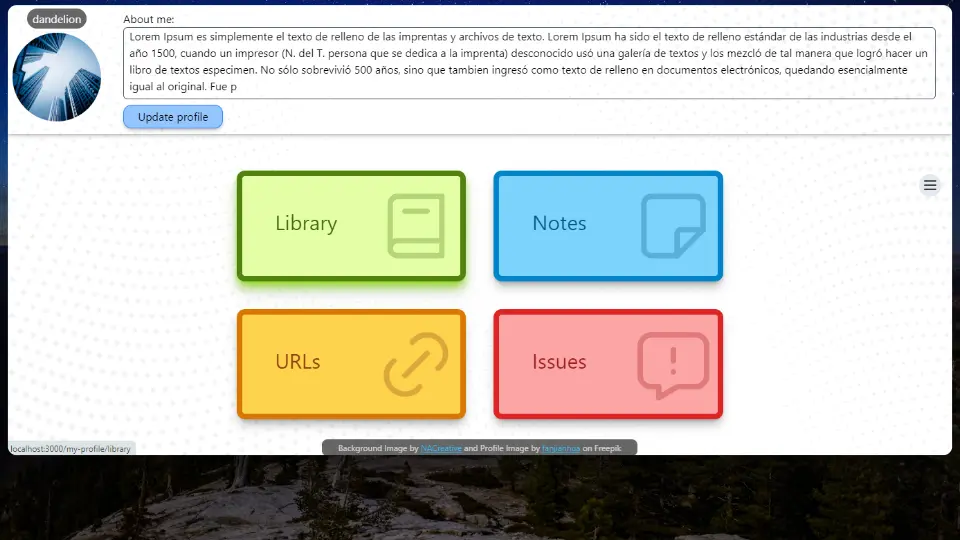 dandelion
About me:
Lorem Ipsum es simplemente el texto de relleno de las imprentas y archivos de texto. Lorem Ipsum ha sido el texto de relleno estándar de las industrias desde el
año 1500, cuando un impresor (N. del T. persona que se dedica a la imprenta) desconocido usó una galería de textos y los mezcló de tal manera que logró hacer un
libro de textos especimen. No sólo sobrevivió 500 años, sino que tambien ingresó como texto de relleno en documentos electrónicos, quedando esencialmente
igual al original. Fue p
Update profile
Library
Notes
URLs
Issues
localhost:3000/my-profile/library
Background Image by NACreative and Profile Image by fanjianhua on Freepik